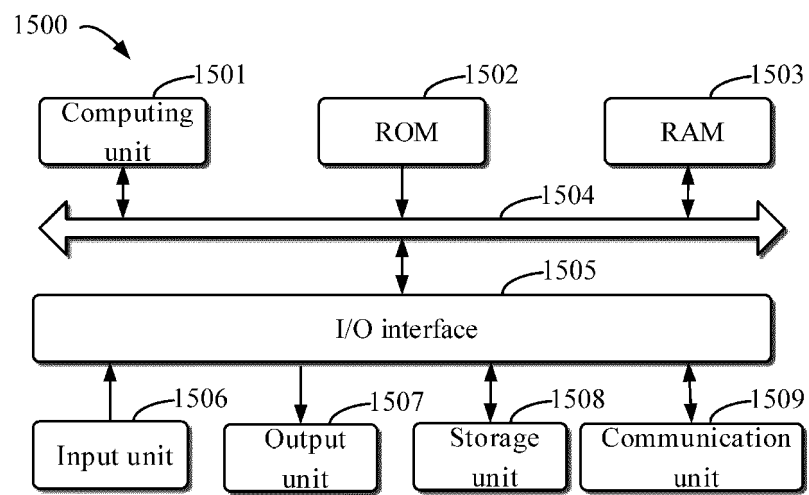 1500
1501
1502
1503
Computing
unit
ROM
RAM
1504
1505
I/O interface
1506
1507
1508
1509
Input unit
Output
unit
Storage
unit
Communication
unit